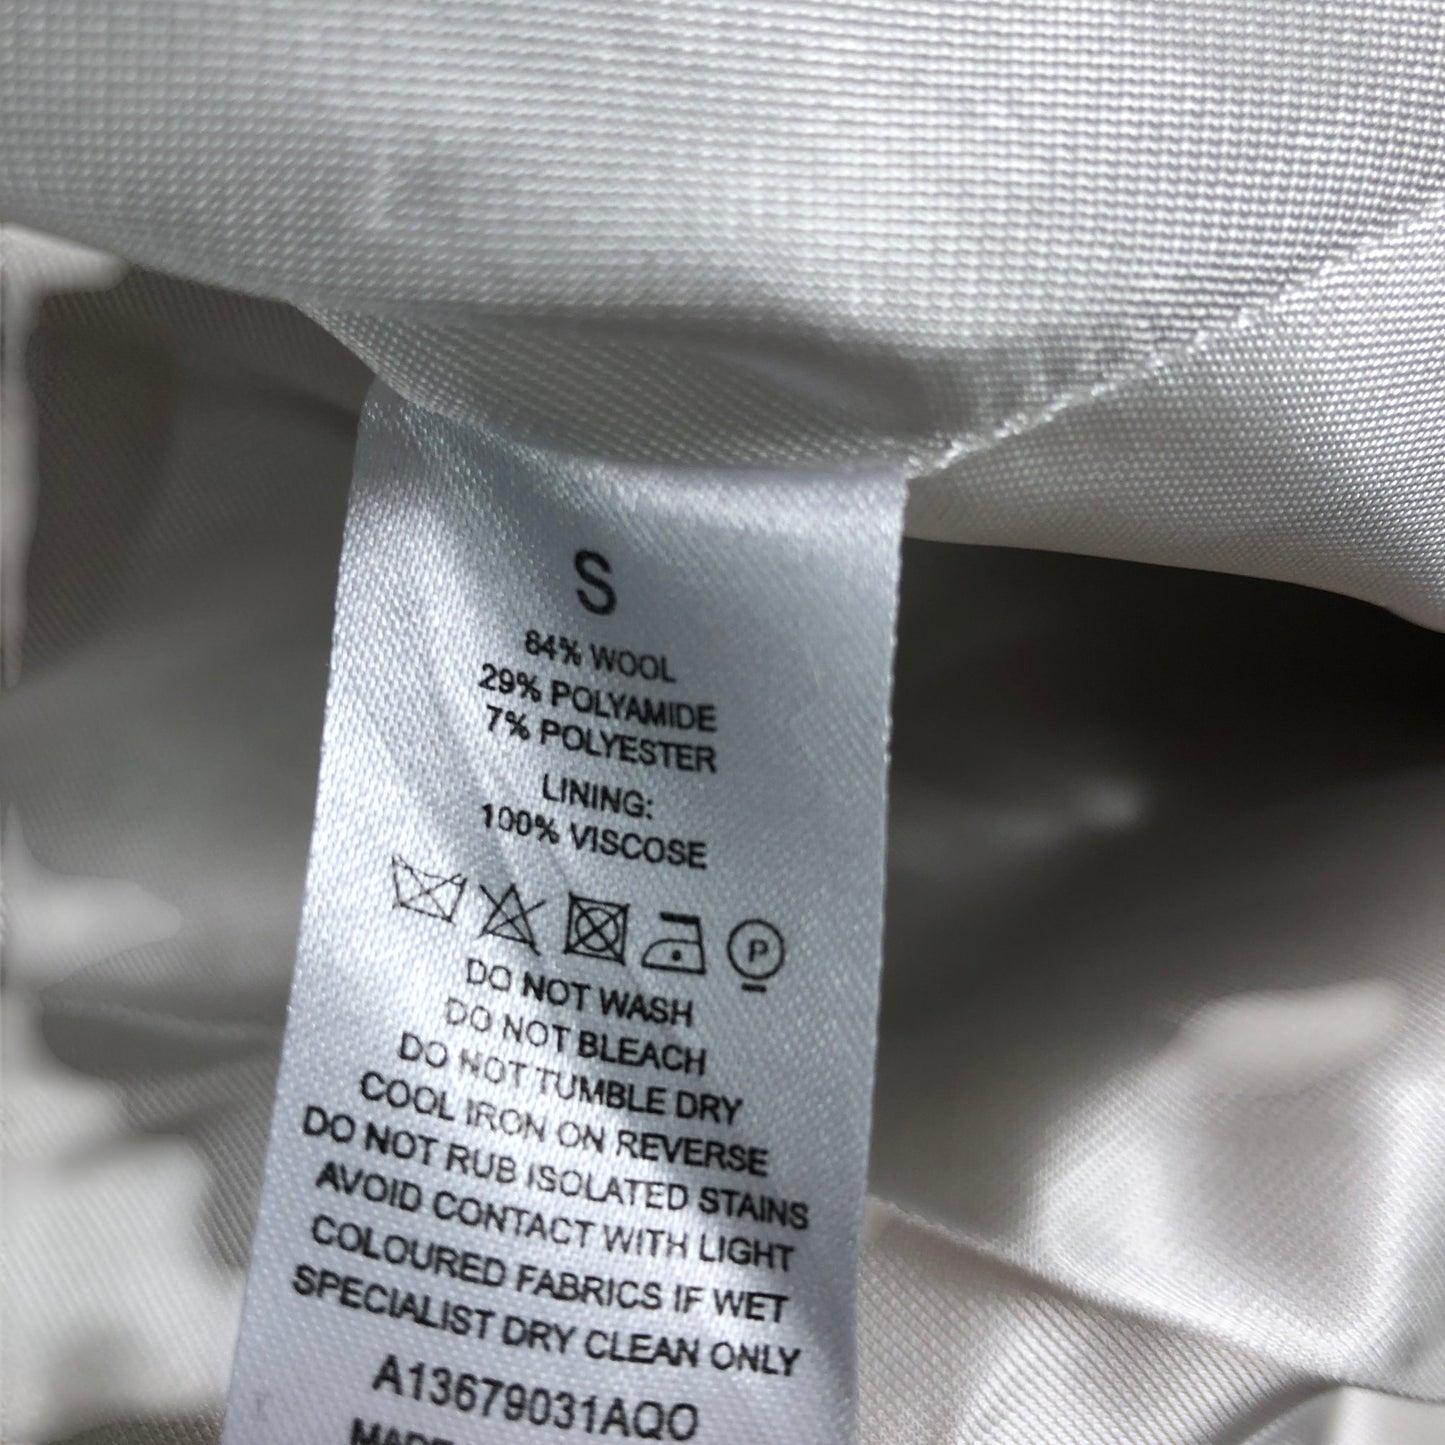 S
64% WOOL
29% POLYAMIDE
7% POLYESTER
LINING:
100% VISCOSE
P
DO NOT WASH
DO NOT BLEACH
DO NOT TUMBLE DRY
COOL IRON ON REVERSE
DO NOT RUB ISOLATED STAINS
AVOID CONTACT WITH LIGHT
COLOURED FABRICS IF WET
SPECIALIST DRY CLEAN ONLY
A13679031AQO
MADE